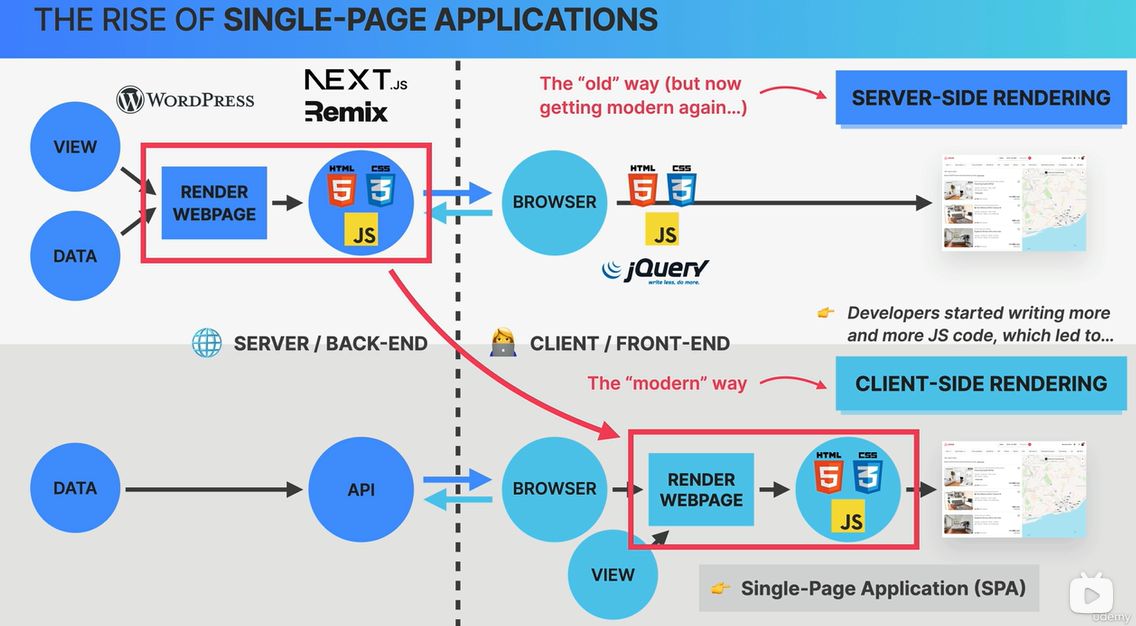 THE RISE OF SINGLE-PAGE APPLICATIONS
WORDPRESS
NEXT.JS
Remix
The “old” way (but now
getting modern again...)
SERVER-SIDE RENDERING
VIEW
DATA
RENDER
WEBPAGE
HTML
5
CSS
3
JS
BROWSER
HTML
5
CSS
3
JS
jQuery
write less, do more.
Developers started writing more
and more JS code, which led to...
SERVER / BACK-END
CLIENT / FRONT-END
The “modern” way
CLIENT-SIDE RENDERING
DATA
API
BROWSER
RENDER
WEBPAGE
HTML
5
CSS
3
JS
VIEW
Single-Page Application (SPA)
udemy